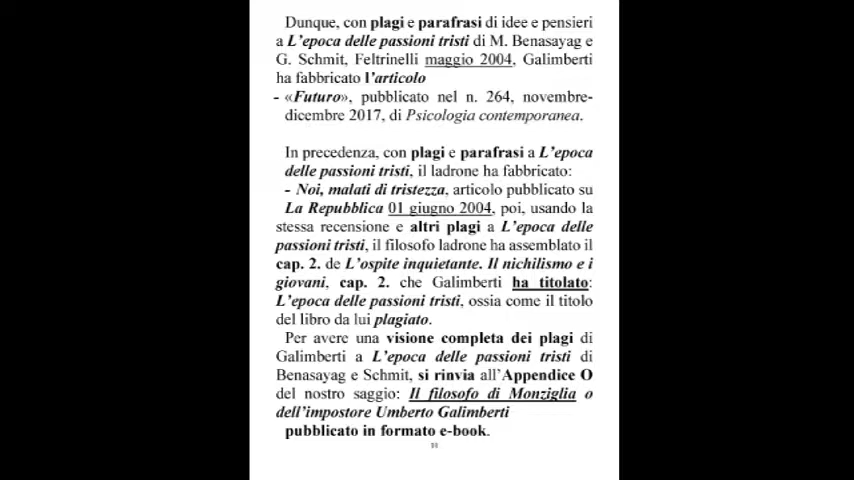 Dunque, con plagi e parafrasi di idee e pensieri
a L'epoca delle passioni tristi di M. Benasayag e
G. Schmit, Feltrinelli maggio 2004, Galimberti
ha fabbricato l'articolo
- «Futuro», pubblicato nel n. 264, novembre-
dicembre 2017, di Psicologia contemporanea.
In precedenza, con plagi e parafrasi a L'epoca
delle passioni tristi, il ladrone ha fabbricato:
- Noi, malati di tristezza, articolo pubblicato su
La Repubblica 01 giugno 2004, poi, usando la
stessa recensione e altri plagi a L'epoca delle
passioni tristi, il filosofo ladrone ha assemblato il
cap. 2. de L'ospite inquietante. Il nichilismo e i
giovani, cap. 2. che Galimberti ha titolato:
L'epoca delle passioni tristi, ossia come il titolo
del libro da lui plagiato.
Per avere una visione completa dei plagi di
Galimberti a L'epoca delle passioni tristi di
Benasayag e Schmit, si rinvia all'Appendice O
del nostro saggio: Il filosofo di Monziglia o
dell'impostore Umberto Galimberti
pubblicato in formato e-book.